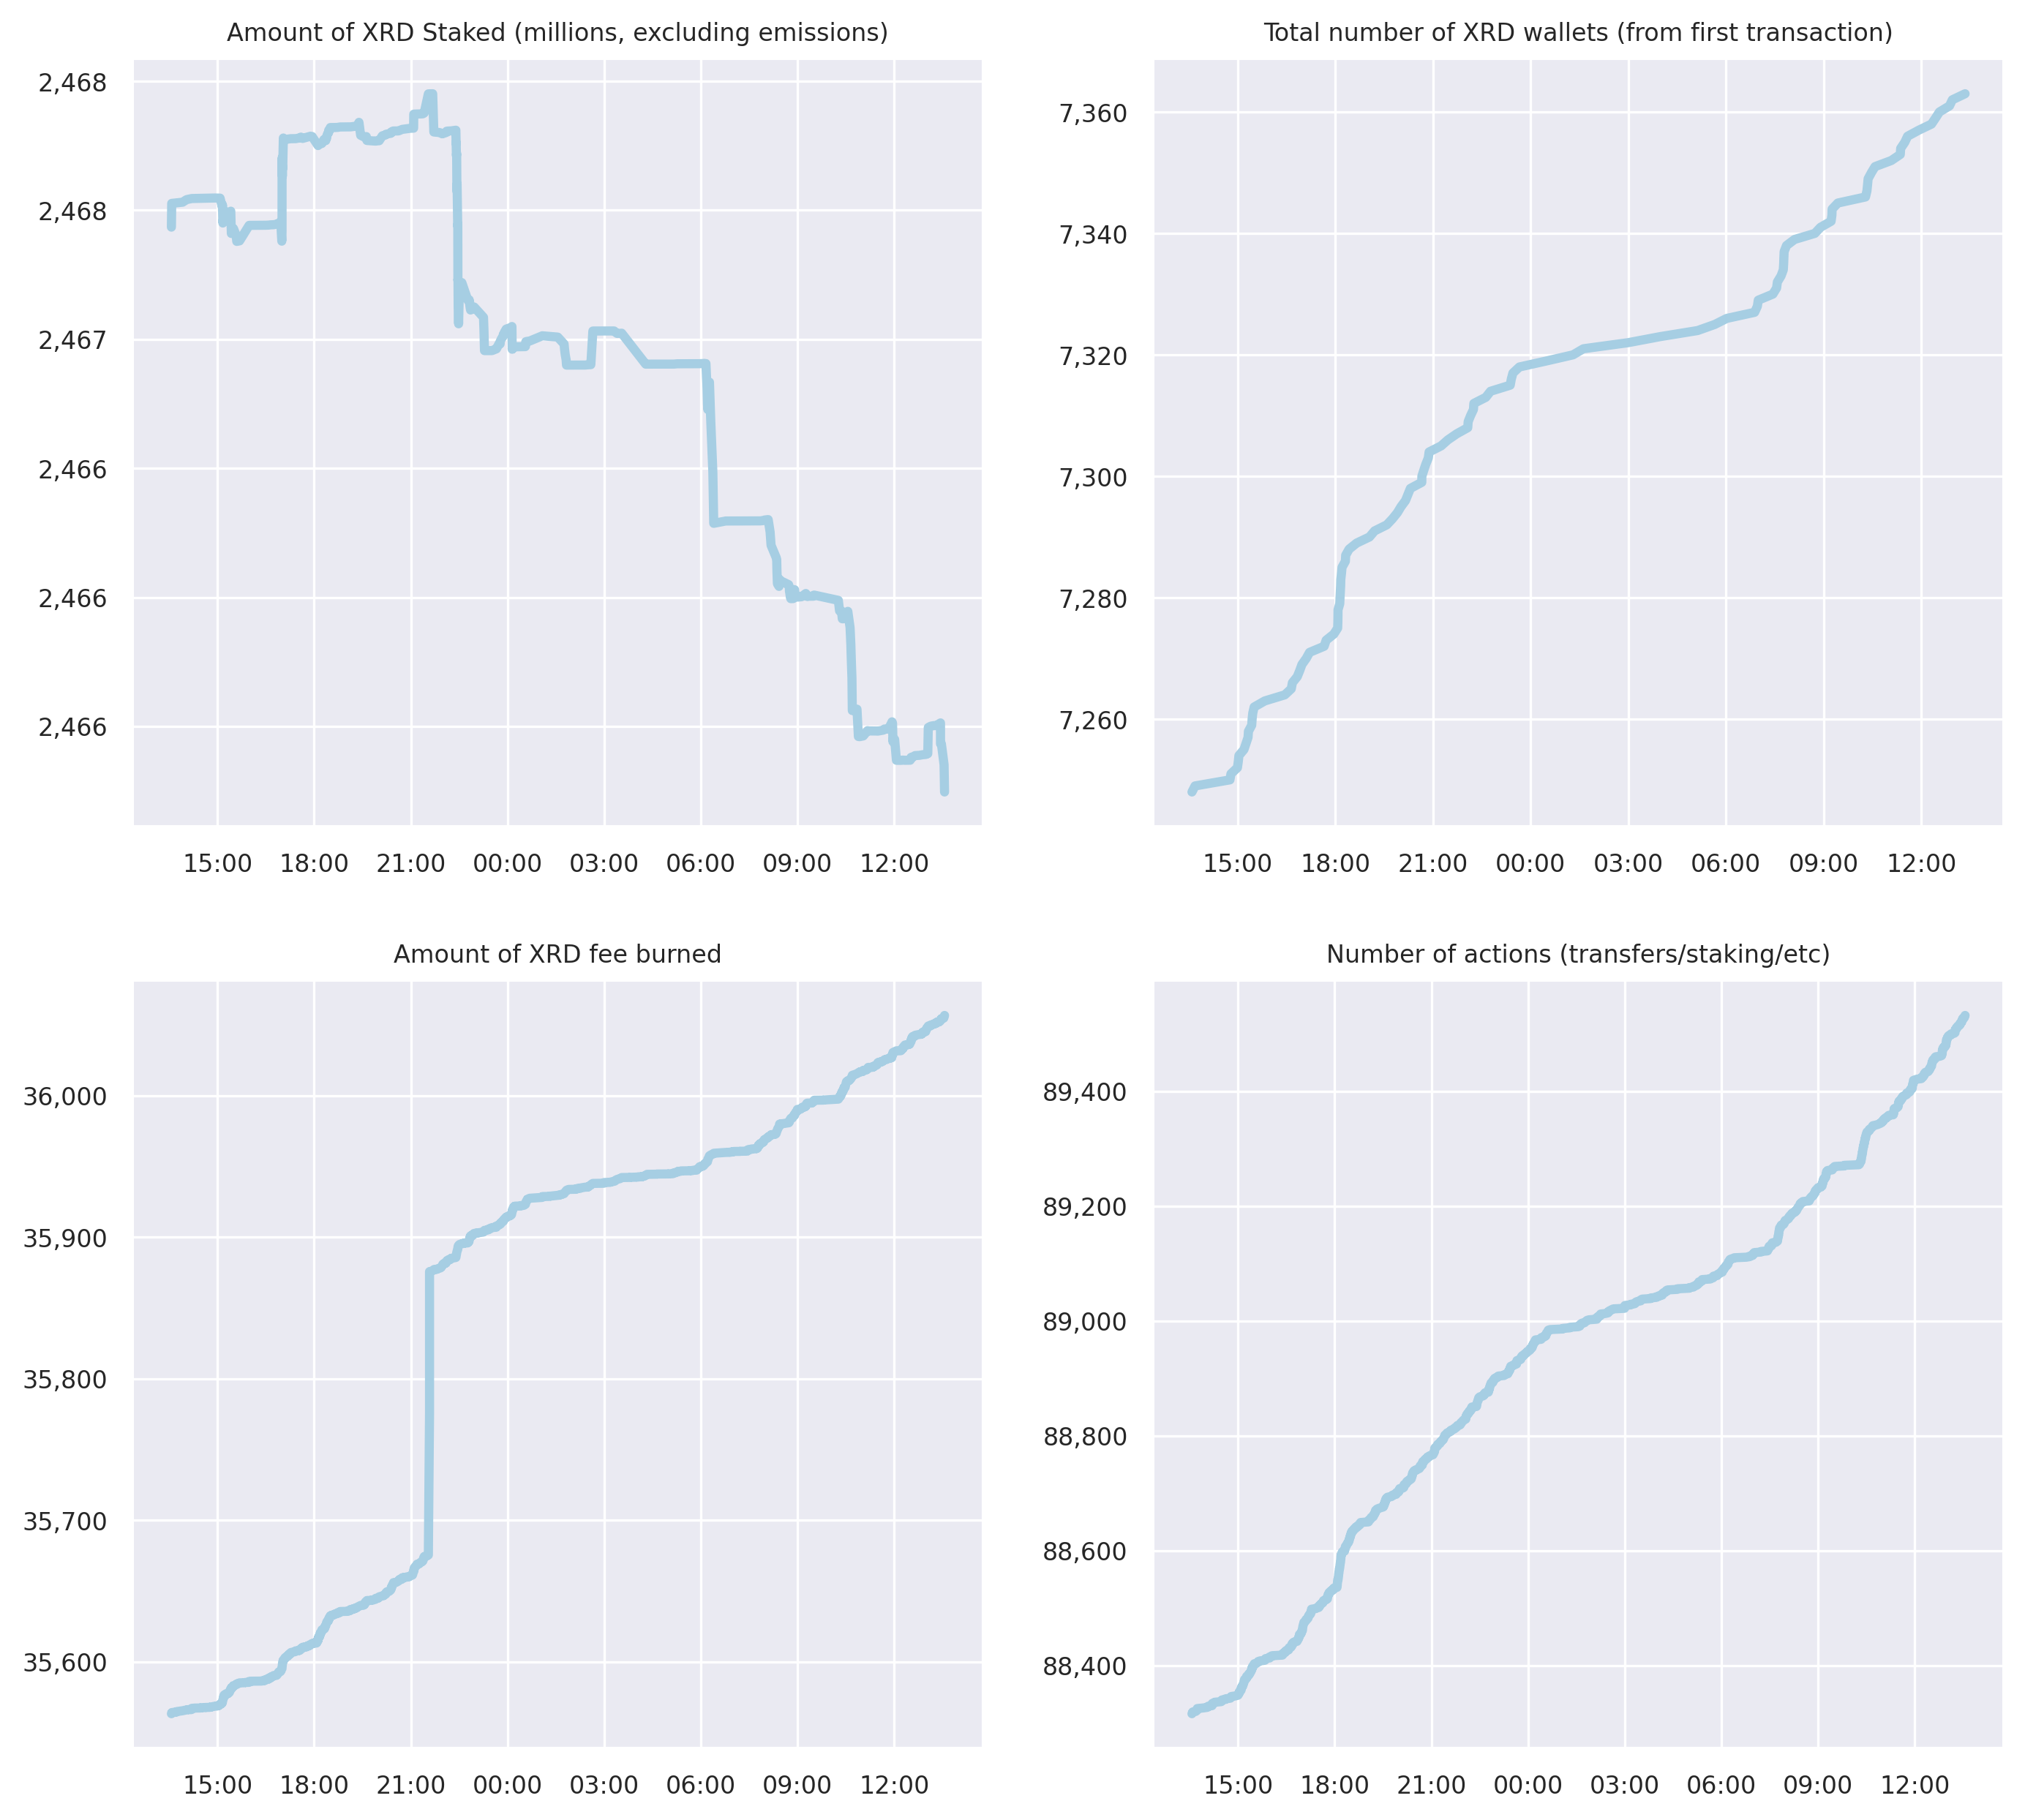 Amount of XRD Staked (millions, excluding emissions)
2,468
2,468
2,467
2,466
2,466
2,466
15:00 18:00 21:00 00:00 03:00 06:00 09:00 12:00
Total number of XRD wallets (from first transaction)
7,360
7,340
7,320
7,300
7,280
7,260
15:00 18:00 21:00 00:00 03:00 06:00 09:00 12:00
Amount of XRD fee burned
36,000
35,900
35,800
35,700
35,600
15:00 18:00 21:00 00:00 03:00 06:00 09:00 12:00
Number of actions (transfers/staking/etc)
89,400
89,200
89,000
88,800
88,600
88,400
15:00 18:00 21:00 00:00 03:00 06:00 09:00 12:00